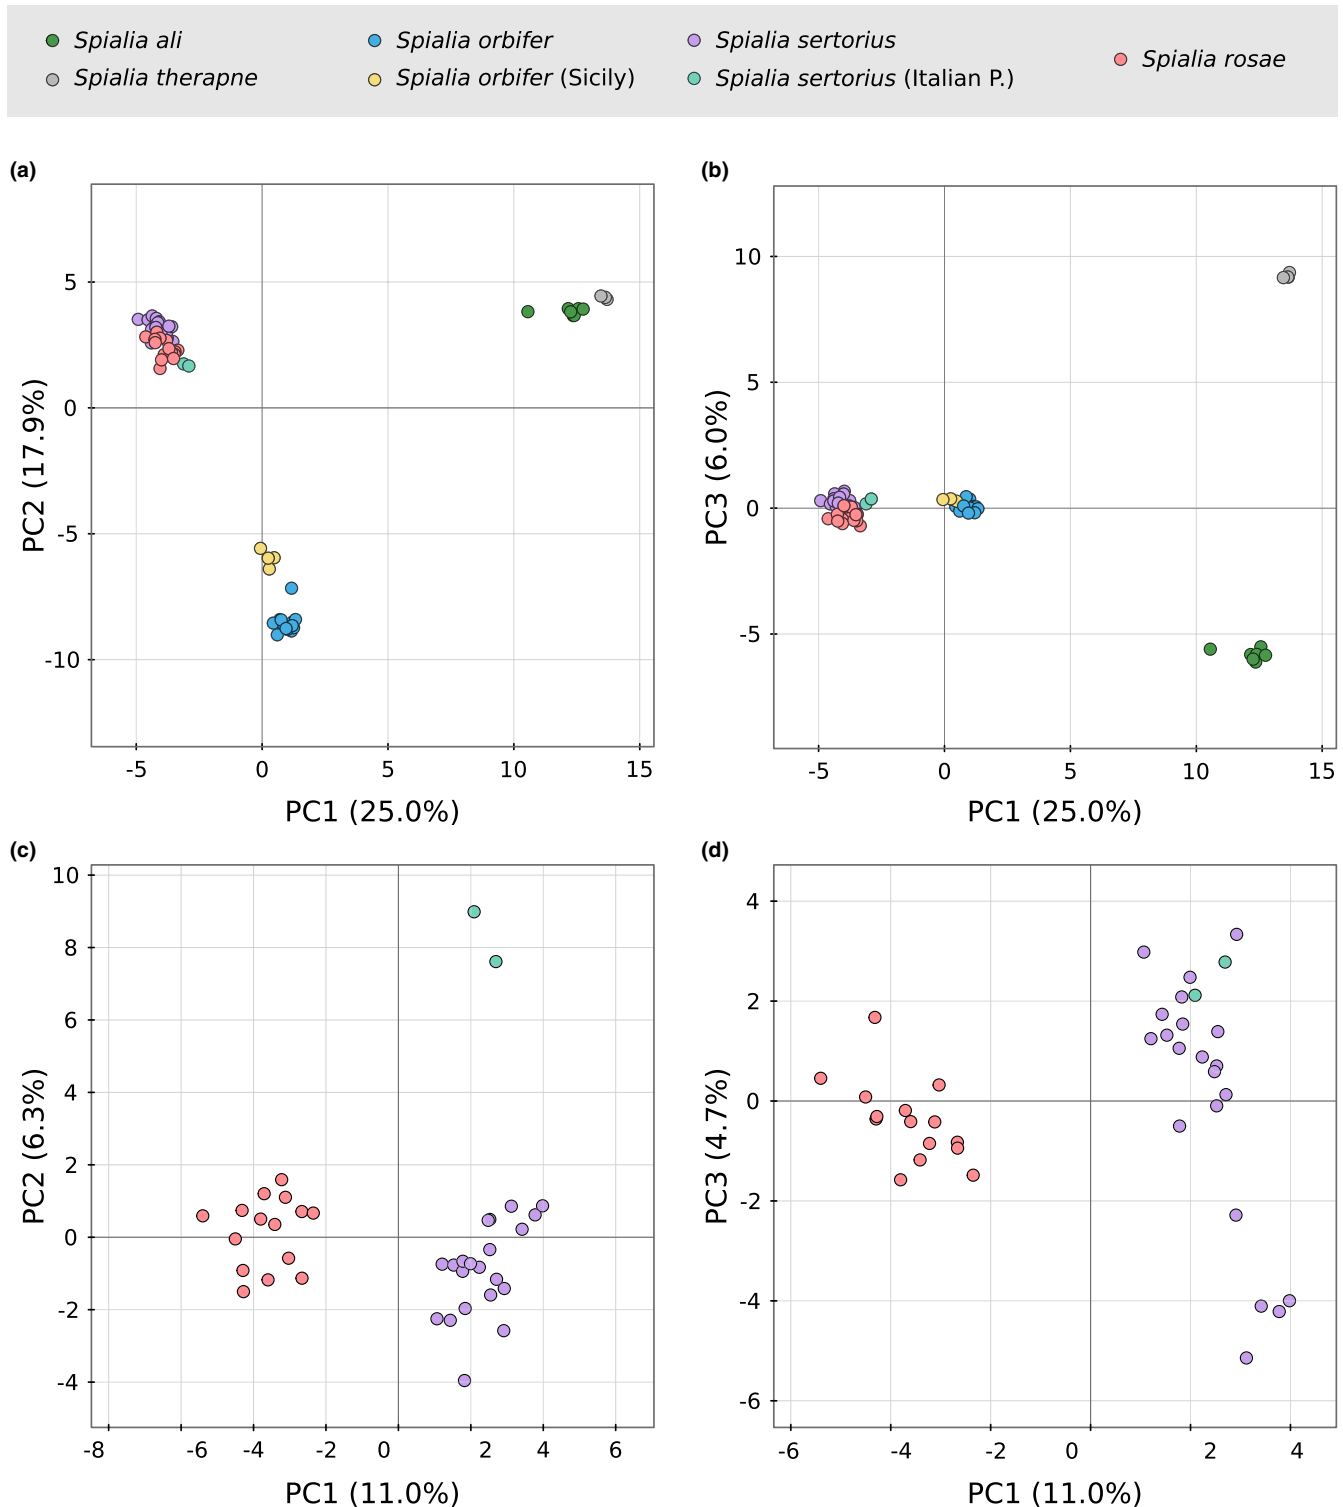 Spialia ali Spialia orbifer Spialia sertorius Spialia rosae
Spialia therapne Spialia orbifer (Sicily) Spialia sertorius (Italian P.)
(a)
5
0
-5
-10
PC2 (17.9%)
-5 0 5 10 15
PC1 (25.0%)
(b)
10
5
0
-5
PC3 (6.0%)
-5 0 5 10 15
PC1 (25.0%)
(c)
10
8
6
4
2
0
-2
-4
PC2 (6.3%)
-8 -6 -4 -2 0 2 4 6
PC1 (11.0%)
(d)
4
2
0
-2
-4
-6
PC3 (4.7%)
-6 -4 -2 0 2 4
PC1 (11.0%)